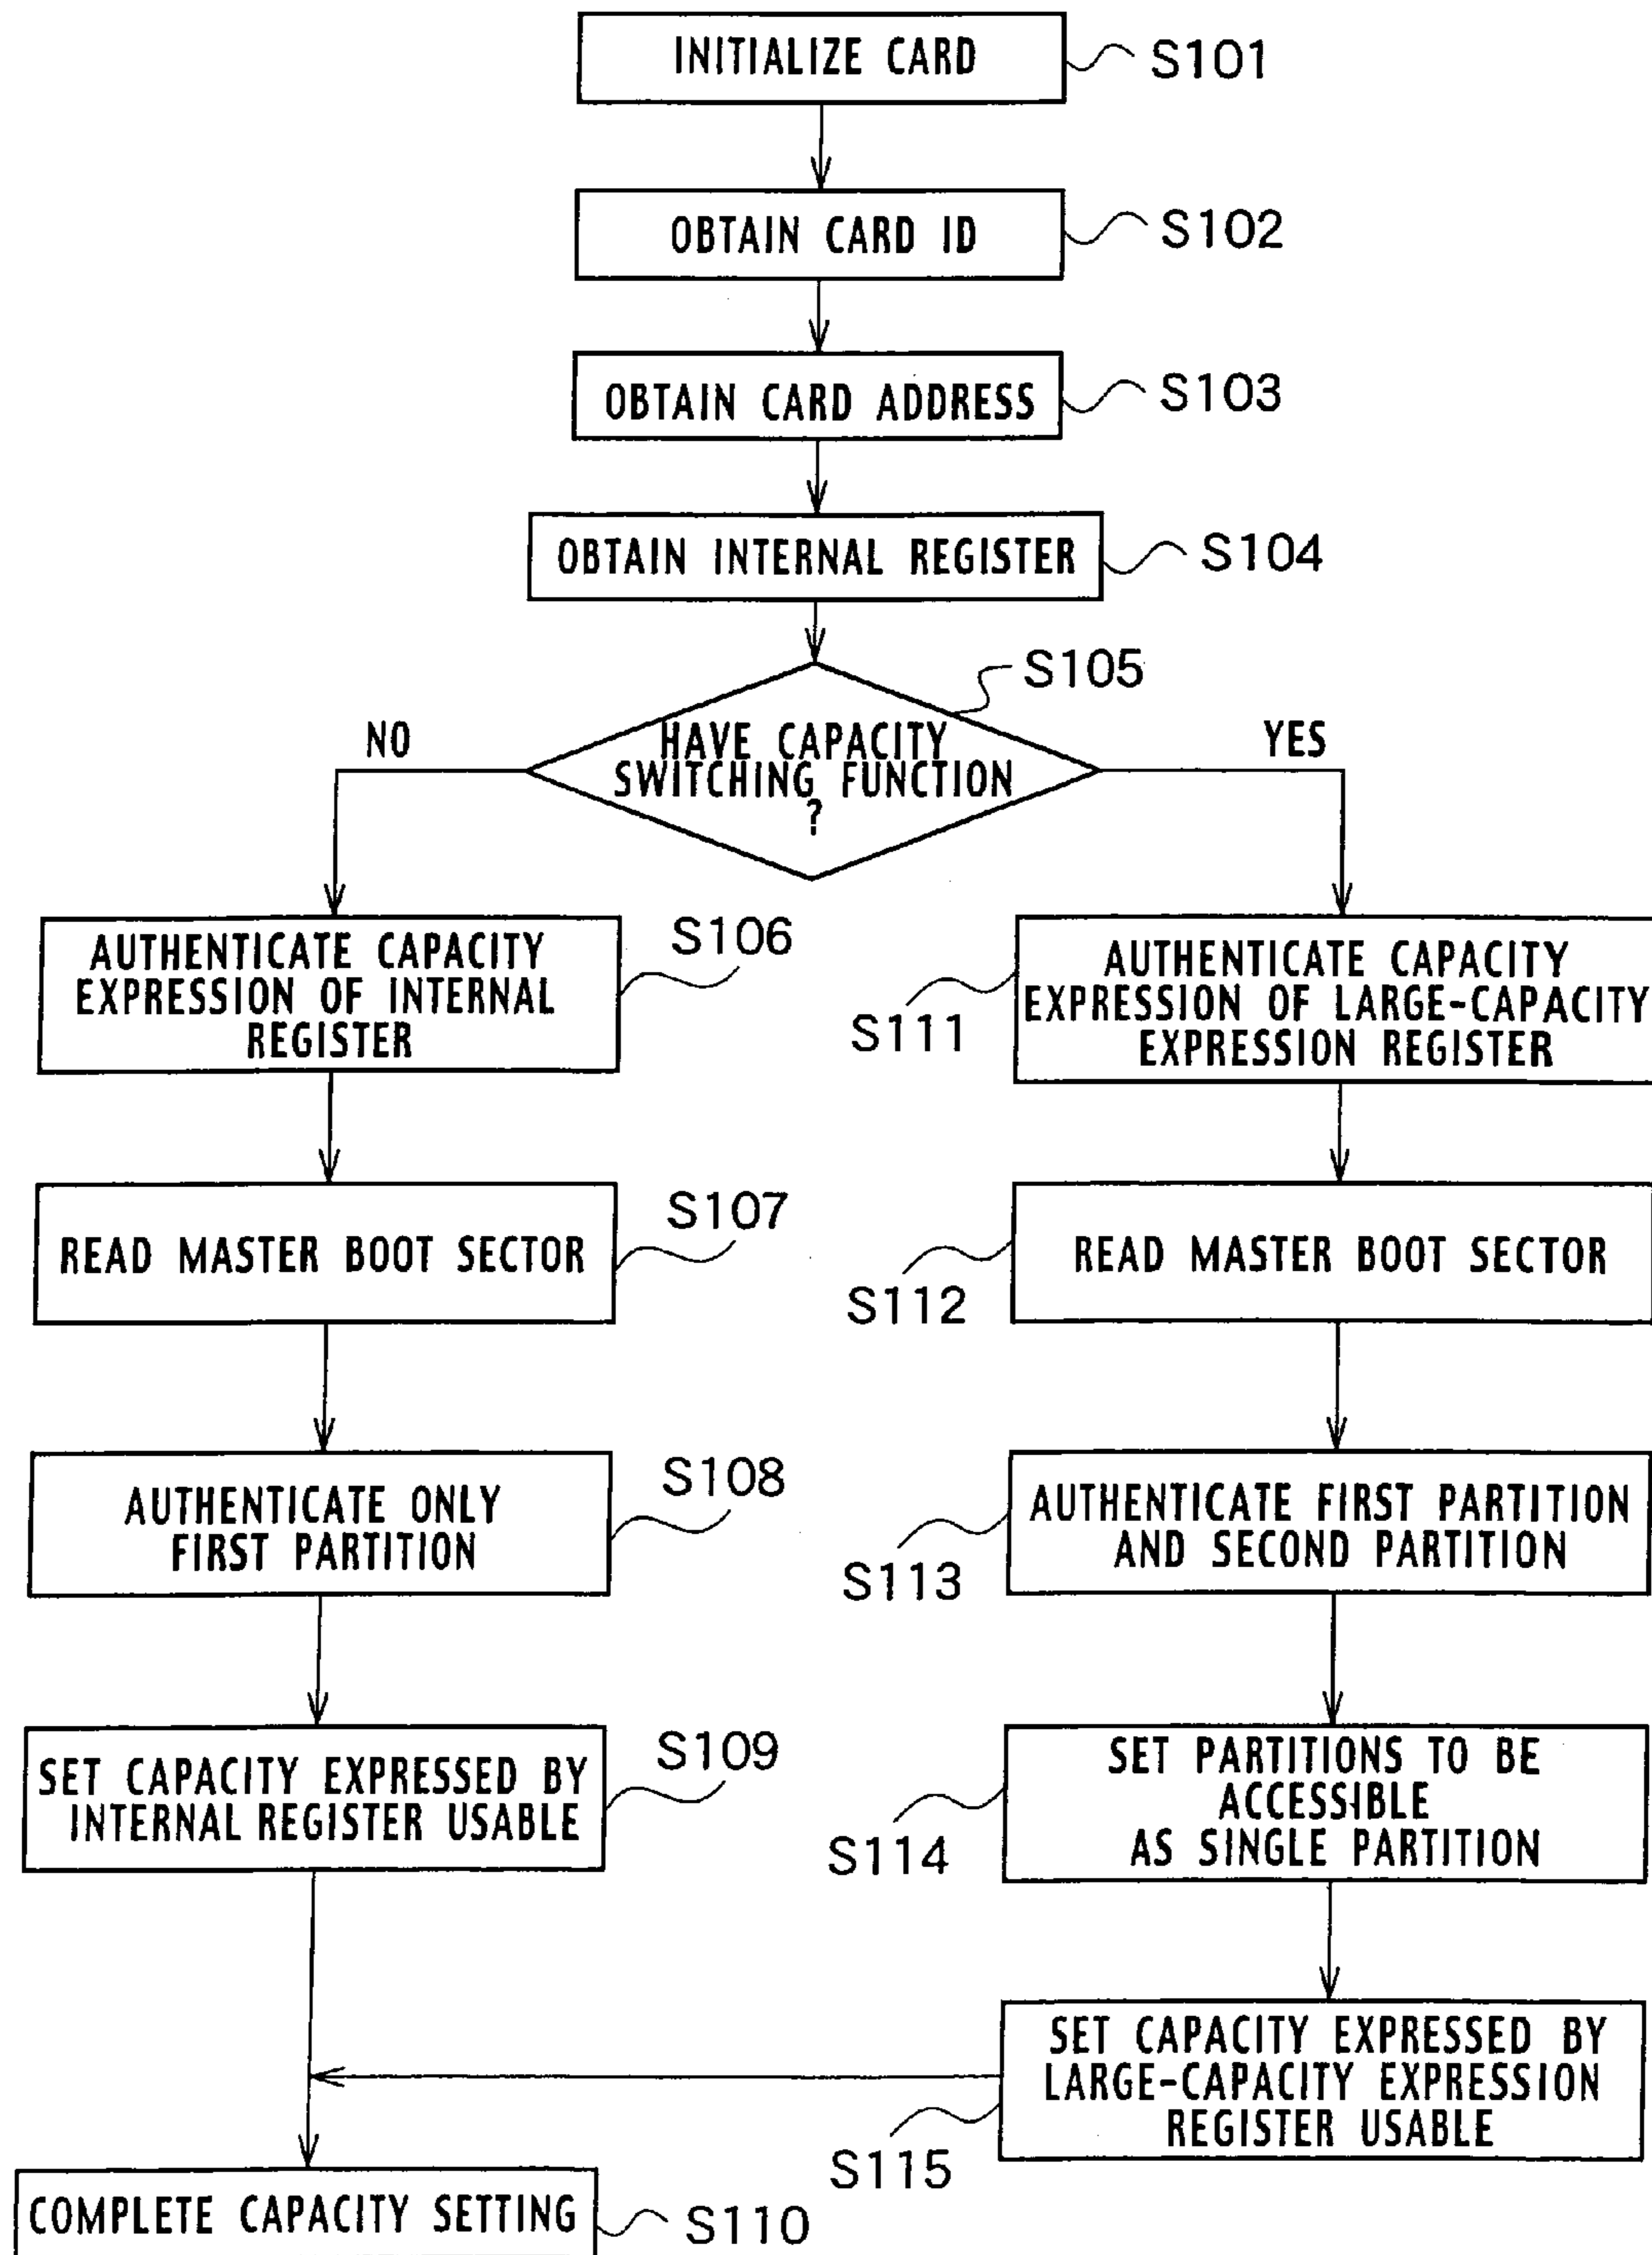 INITIALIZE CARD
S101
OBTAIN CARD ID
S102
OBTAIN CARD ADDRESS
S103
OBTAIN INTERNAL REGISTER
S104
S105
HAVE CAPACITY
SWITCHING FUNCTION
?
NO
YES
AUTHENTICATE CAPACITY
EXPRESSION OF INTERNAL
REGISTER
S106
READ MASTER BOOT SECTOR
S107
AUTHENTICATE ONLY
FIRST PARTITION
S108
SET CAPACITY EXPRESSED BY
INTERNAL REGISTER USABLE
S109
AUTHENTICATE CAPACITY
EXPRESSION OF LARGE-CAPACITY
EXPRESSION REGISTER
S111
READ MASTER BOOT SECTOR
S112
AUTHENTICATE FIRST PARTITION
AND SECOND PARTITION
S113
SET PARTITIONS TO BE
ACCESSIBLE
AS SINGLE PARTITION
S114
SET CAPACITY EXPRESSED BY
LARGE-CAPACITY EXPRESSION
REGISTER USABLE
S115
COMPLETE CAPACITY SETTING
S110